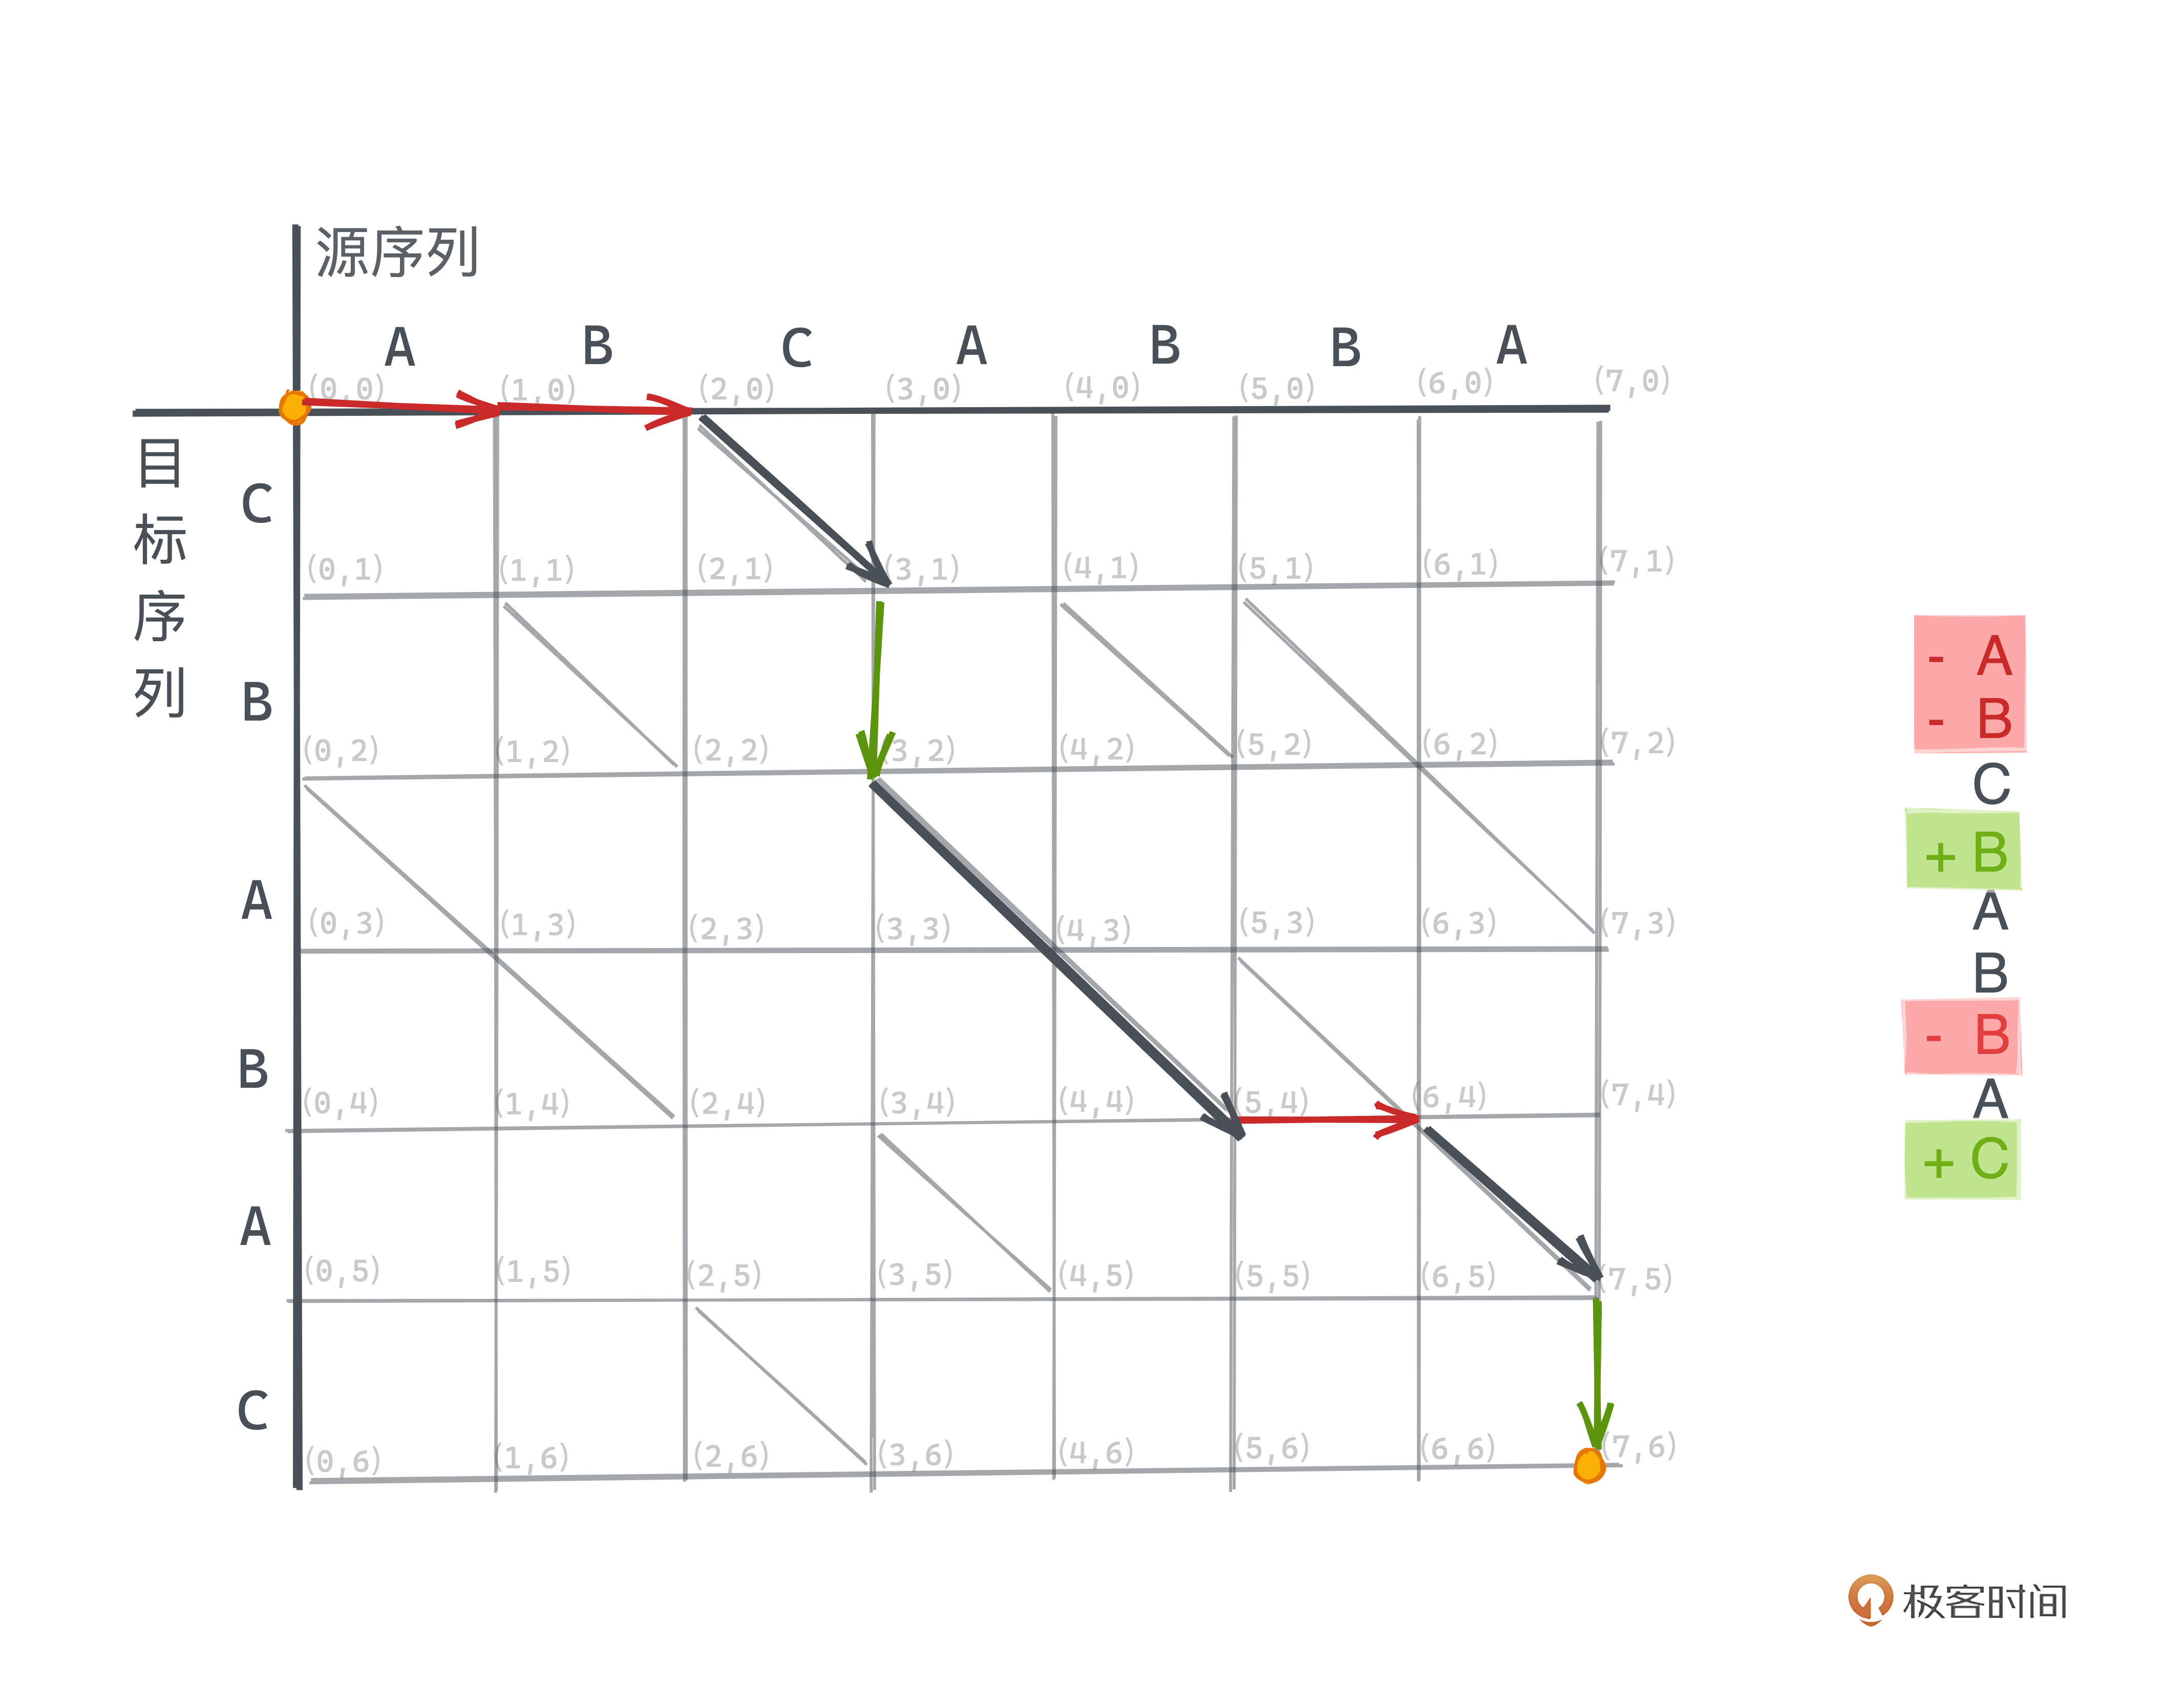 源序列
A B C A B B A
(0,0) (1,0) (2,0) (3,0) (4,0) (5,0) (6,0) (7,0)
目标序列
C
(0,1) (1,1) (2,1) (3,1) (4,1) (5,1) (6,1) (7,1)
B
(0,2) (1,2) (2,2) (3,2) (4,2) (5,2) (6,2) (7,2)
A
(0,3) (1,3) (2,3) (3,3) (4,3) (5,3) (6,3) (7,3)
B
(0,4) (1,4) (2,4) (3,4) (4,4) (5,4) (6,4) (7,4)
A
(0,5) (1,5) (2,5) (3,5) (4,5) (5,5) (6,5) (7,5)
C
(0,6) (1,6) (2,6) (3,6) (4,6) (5,6) (6,6) (7,6)
- A
- B
C
+ B
A
B
- B
A
+ C
极客时间